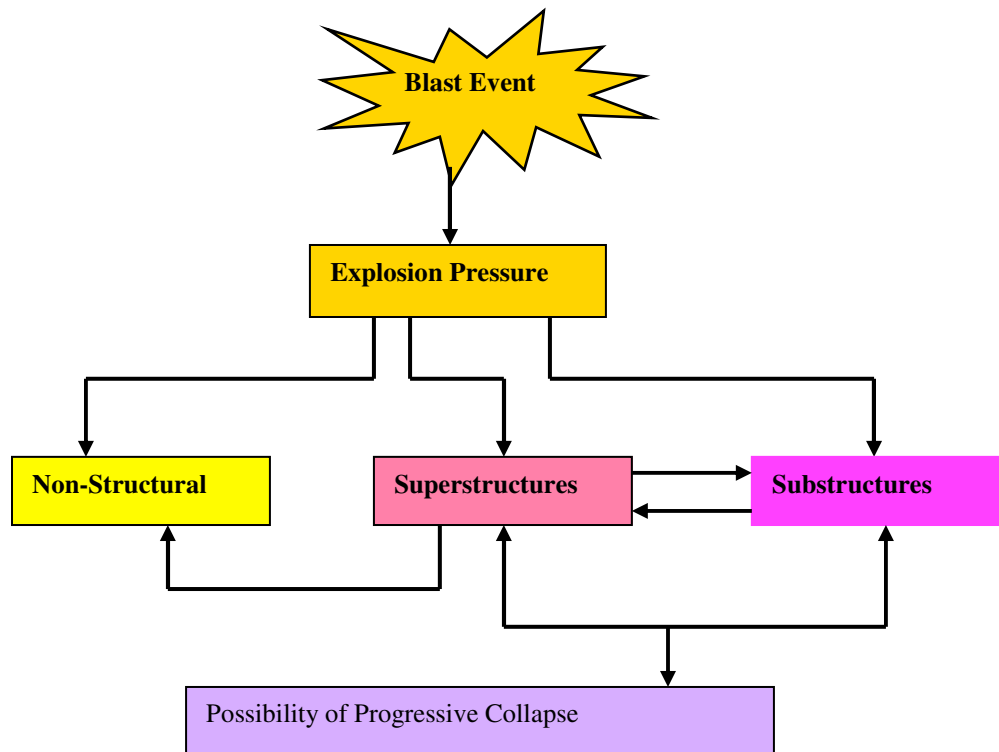 Blast Event
Explosion Pressure
Non-Structural
Superstructures
Substructures
Possibility of Progressive Collapse